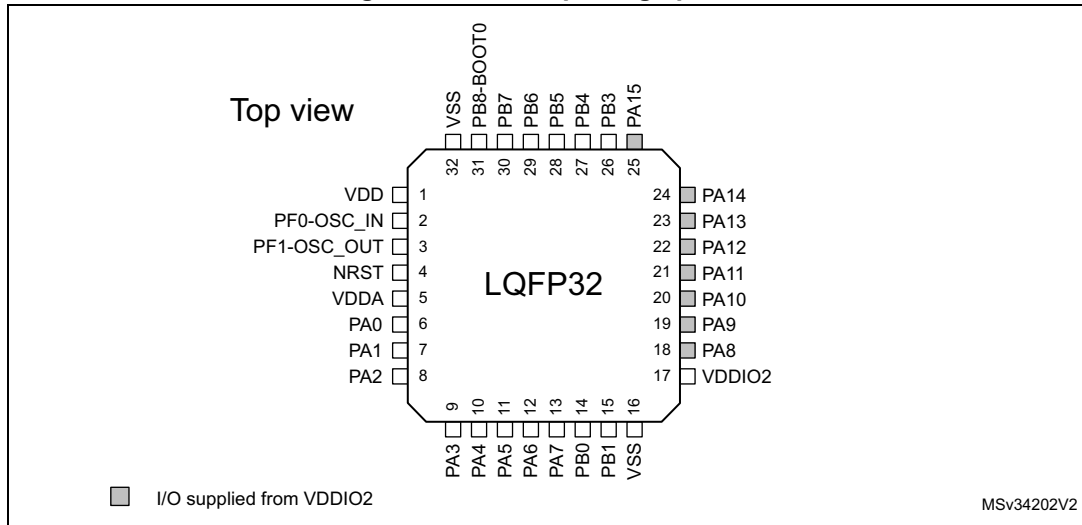 Top view
VSS
PB8-BOOT0
PB7
PB6
PB5
PB4
PB3
PA15
32
31
30
29
28
27
26
25
VDD 1
PF0-OSC_IN 2
PF1-OSC_OUT 3
NRST 4
VDDA 5
PA0 6
PA1 7
PA2 8
LQFP32
24 PA14
23 PA13
22 PA12
21 PA11
20 PA10
19 PA9
18 PA8
17 VDDIO2
9
10
11
12
13
14
15
16
PA3
PA4
PA5
PA6
PA7
PB0
PB1
VSS
I/O supplied from VDDIO2
MSv34202V2